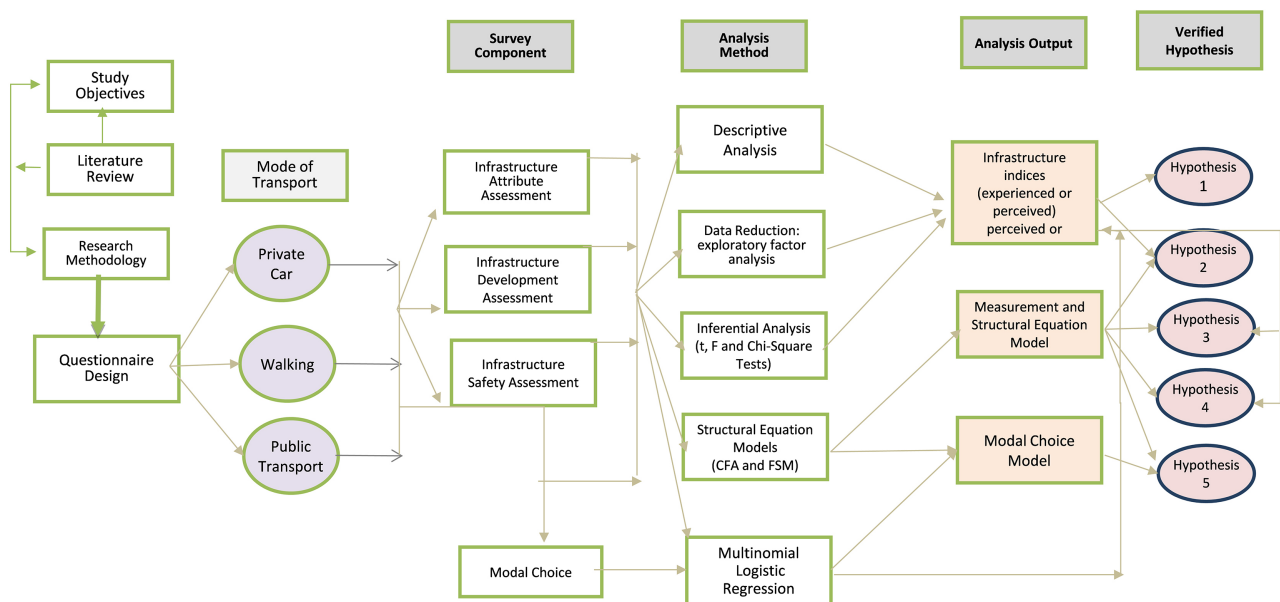 Survey
Component
Analysis
Method
Analysis Output
Verified
Hypothesis
Study
Objectives
Literature
Review
Research
Methodology
Questionnaire
Design
Mode of
Transport
Private
Car
Walking
Public
Transport
Infrastructure
Attribute
Assessment
Infrastructure
Development
Assessment
Infrastructure
Safety Assessment
Modal Choice
Descriptive
Analysis
Data Reduction:
exploratory factor
analysis
Inferential Analysis
(t, F and Chi-Square
Tests)
Structural Equation
Models
(CFA and FSM)
Multinomial
Logistic
Regression
Infrastructure
indices
(experienced or
perceived)
perceived or
Measurement and
Structural Equation
Model
Modal Choice
Model
Hypothesis
1
Hypothesis
2
Hypothesis
3
Hypothesis
4
Hypothesis
5